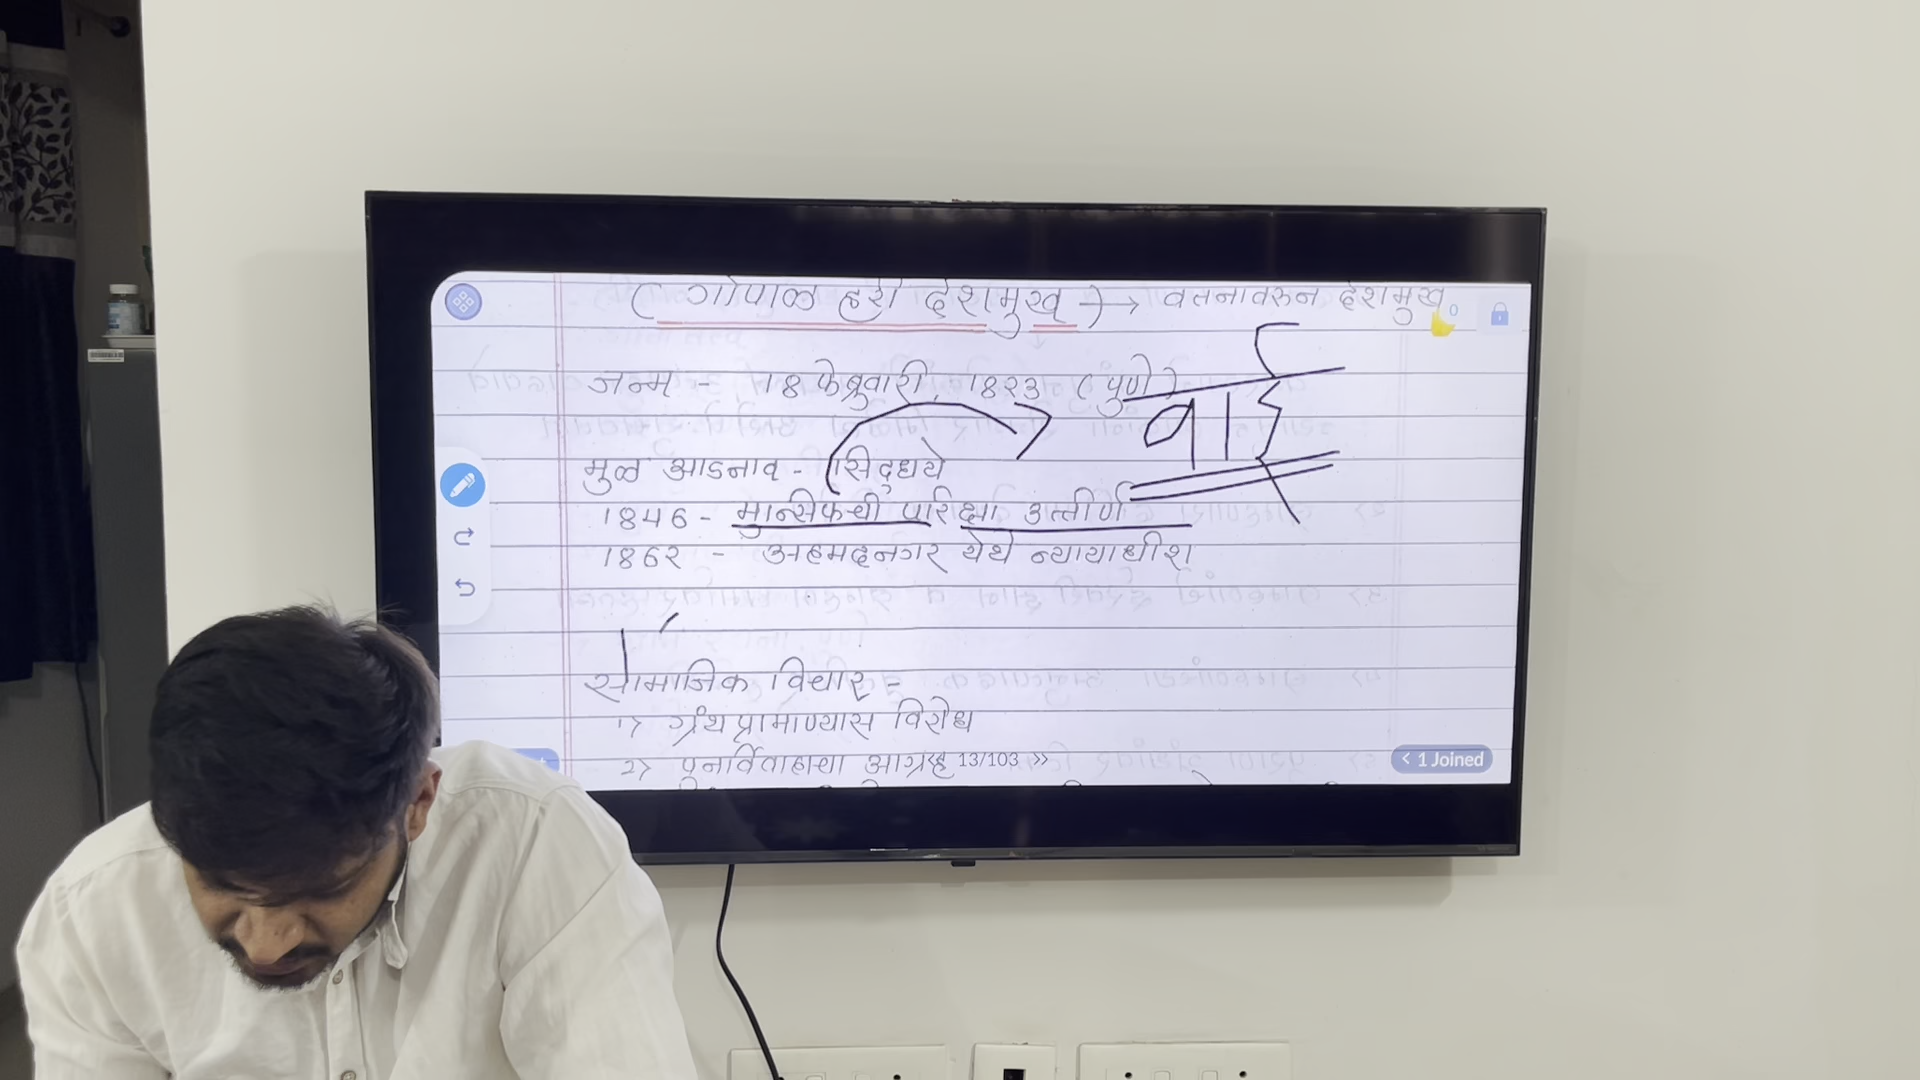 ( गोपाळ हरी देशमुख ) → वतनावरुन देशमुख
जन्म - 18 फेब्रुवारी, 1823 ( पुणे )
वाई
मुळ आडनाव - सिद्धये
1846 - मुन्सिफची परिक्षा उत्तीर्ण
1862 - अहमदनगर येथे न्यायाधीश
सामाजिक विचार -
1) ग्रंथप्रामाण्यास विरोध
2) पुनर्विवाहाचा आग्रह
13/103 >>
< 1 Joined